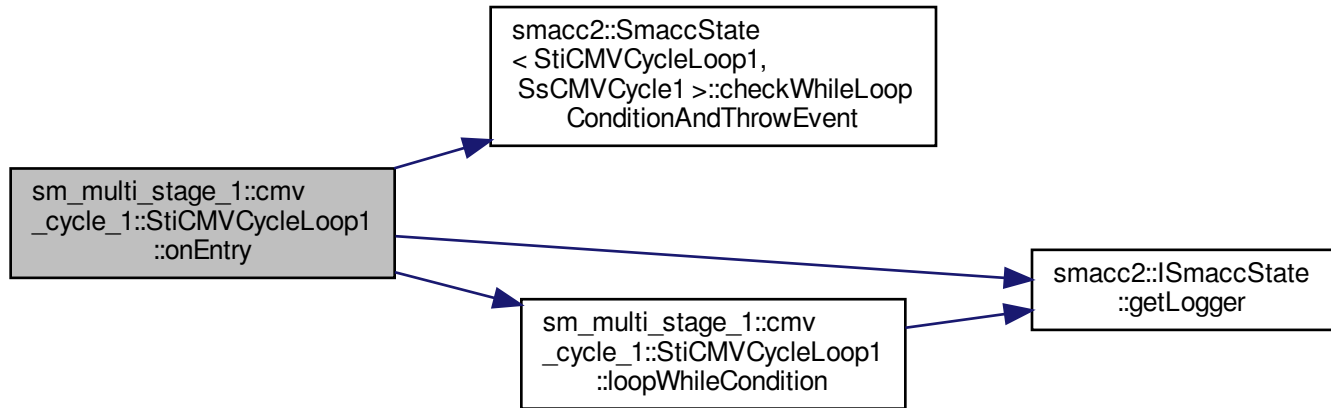 smacc2::SmaccState
< StiCMVCycleLoop1,
SsCMVCycle1 >::checkWhileLoop
ConditionAndThrowEvent
sm_multi_stage_1::cmv
_cycle_1::StiCMVCycleLoop1
::onEntry
smacc2::ISmaccState
::getLogger
sm_multi_stage_1::cmv
_cycle_1::StiCMVCycleLoop1
::loopWhileCondition